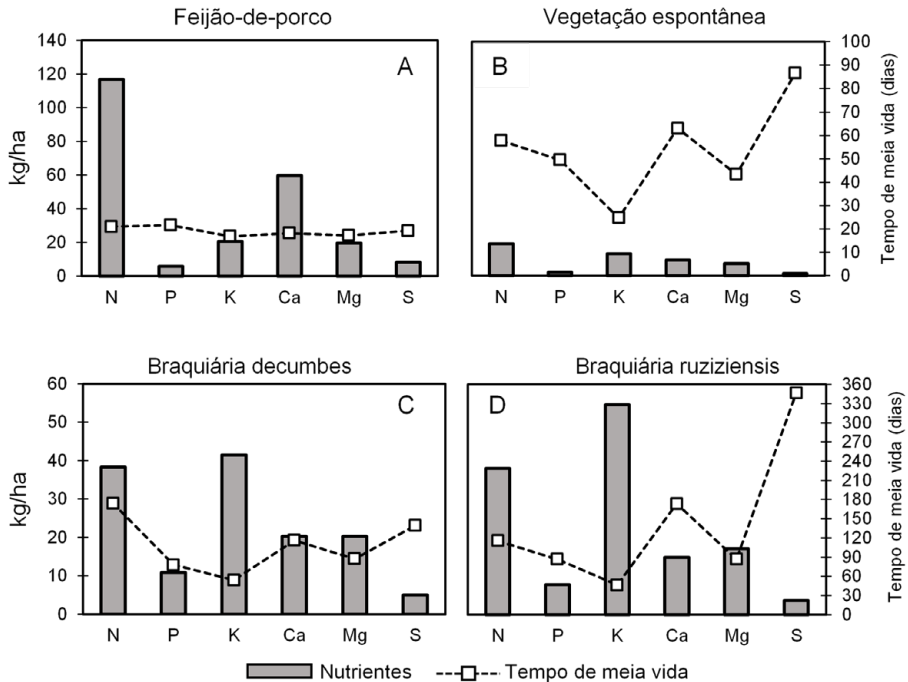 Feijão-de-porco
Vegetação espontânea
140
120
100
80
60
40
20
0
kg/ha
A
N P K Ca Mg S
B
100
90
80
70
60
50
40
30
20
10
0
Tempo de meia vida (dias)
N P K Ca Mg S
Braquiária decumbes
Braquiária ruziziensis
60
50
40
30
20
10
0
kg/ha
C
N P K Ca Mg S
D
360
330
300
270
240
210
180
150
120
90
60
30
0
Tempo de meia vida (dias)
N P K Ca Mg S
Nutrientes
Tempo de meia vida